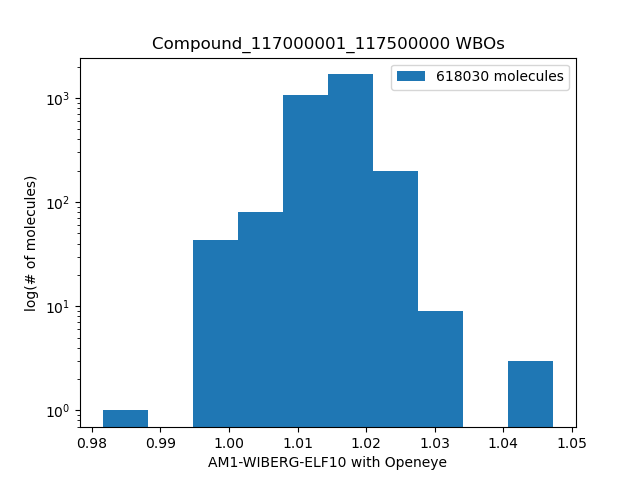 Compound_117000001_117500000 WBOs
618030 molecules
log(# of molecules)
10³
10²
10¹
10⁰
0.98 0.99 1.00 1.01 1.02 1.03 1.04 1.05
AM1-WIBERG-ELF10 with Openeye